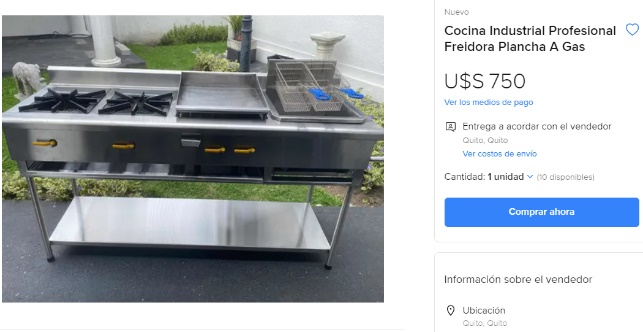 Nuevo
Cocina Industrial Profesional
Freidora Plancha A Gas
U$S 750
Ver los medios de pago
Entrega a acordar con el vendedor
Quito, Quito
Ver costos de envío
Cantidad: 1 unidad (10 disponibles)
Comprar ahora
Información sobre el vendedor
Ubicación
Quito, Quito